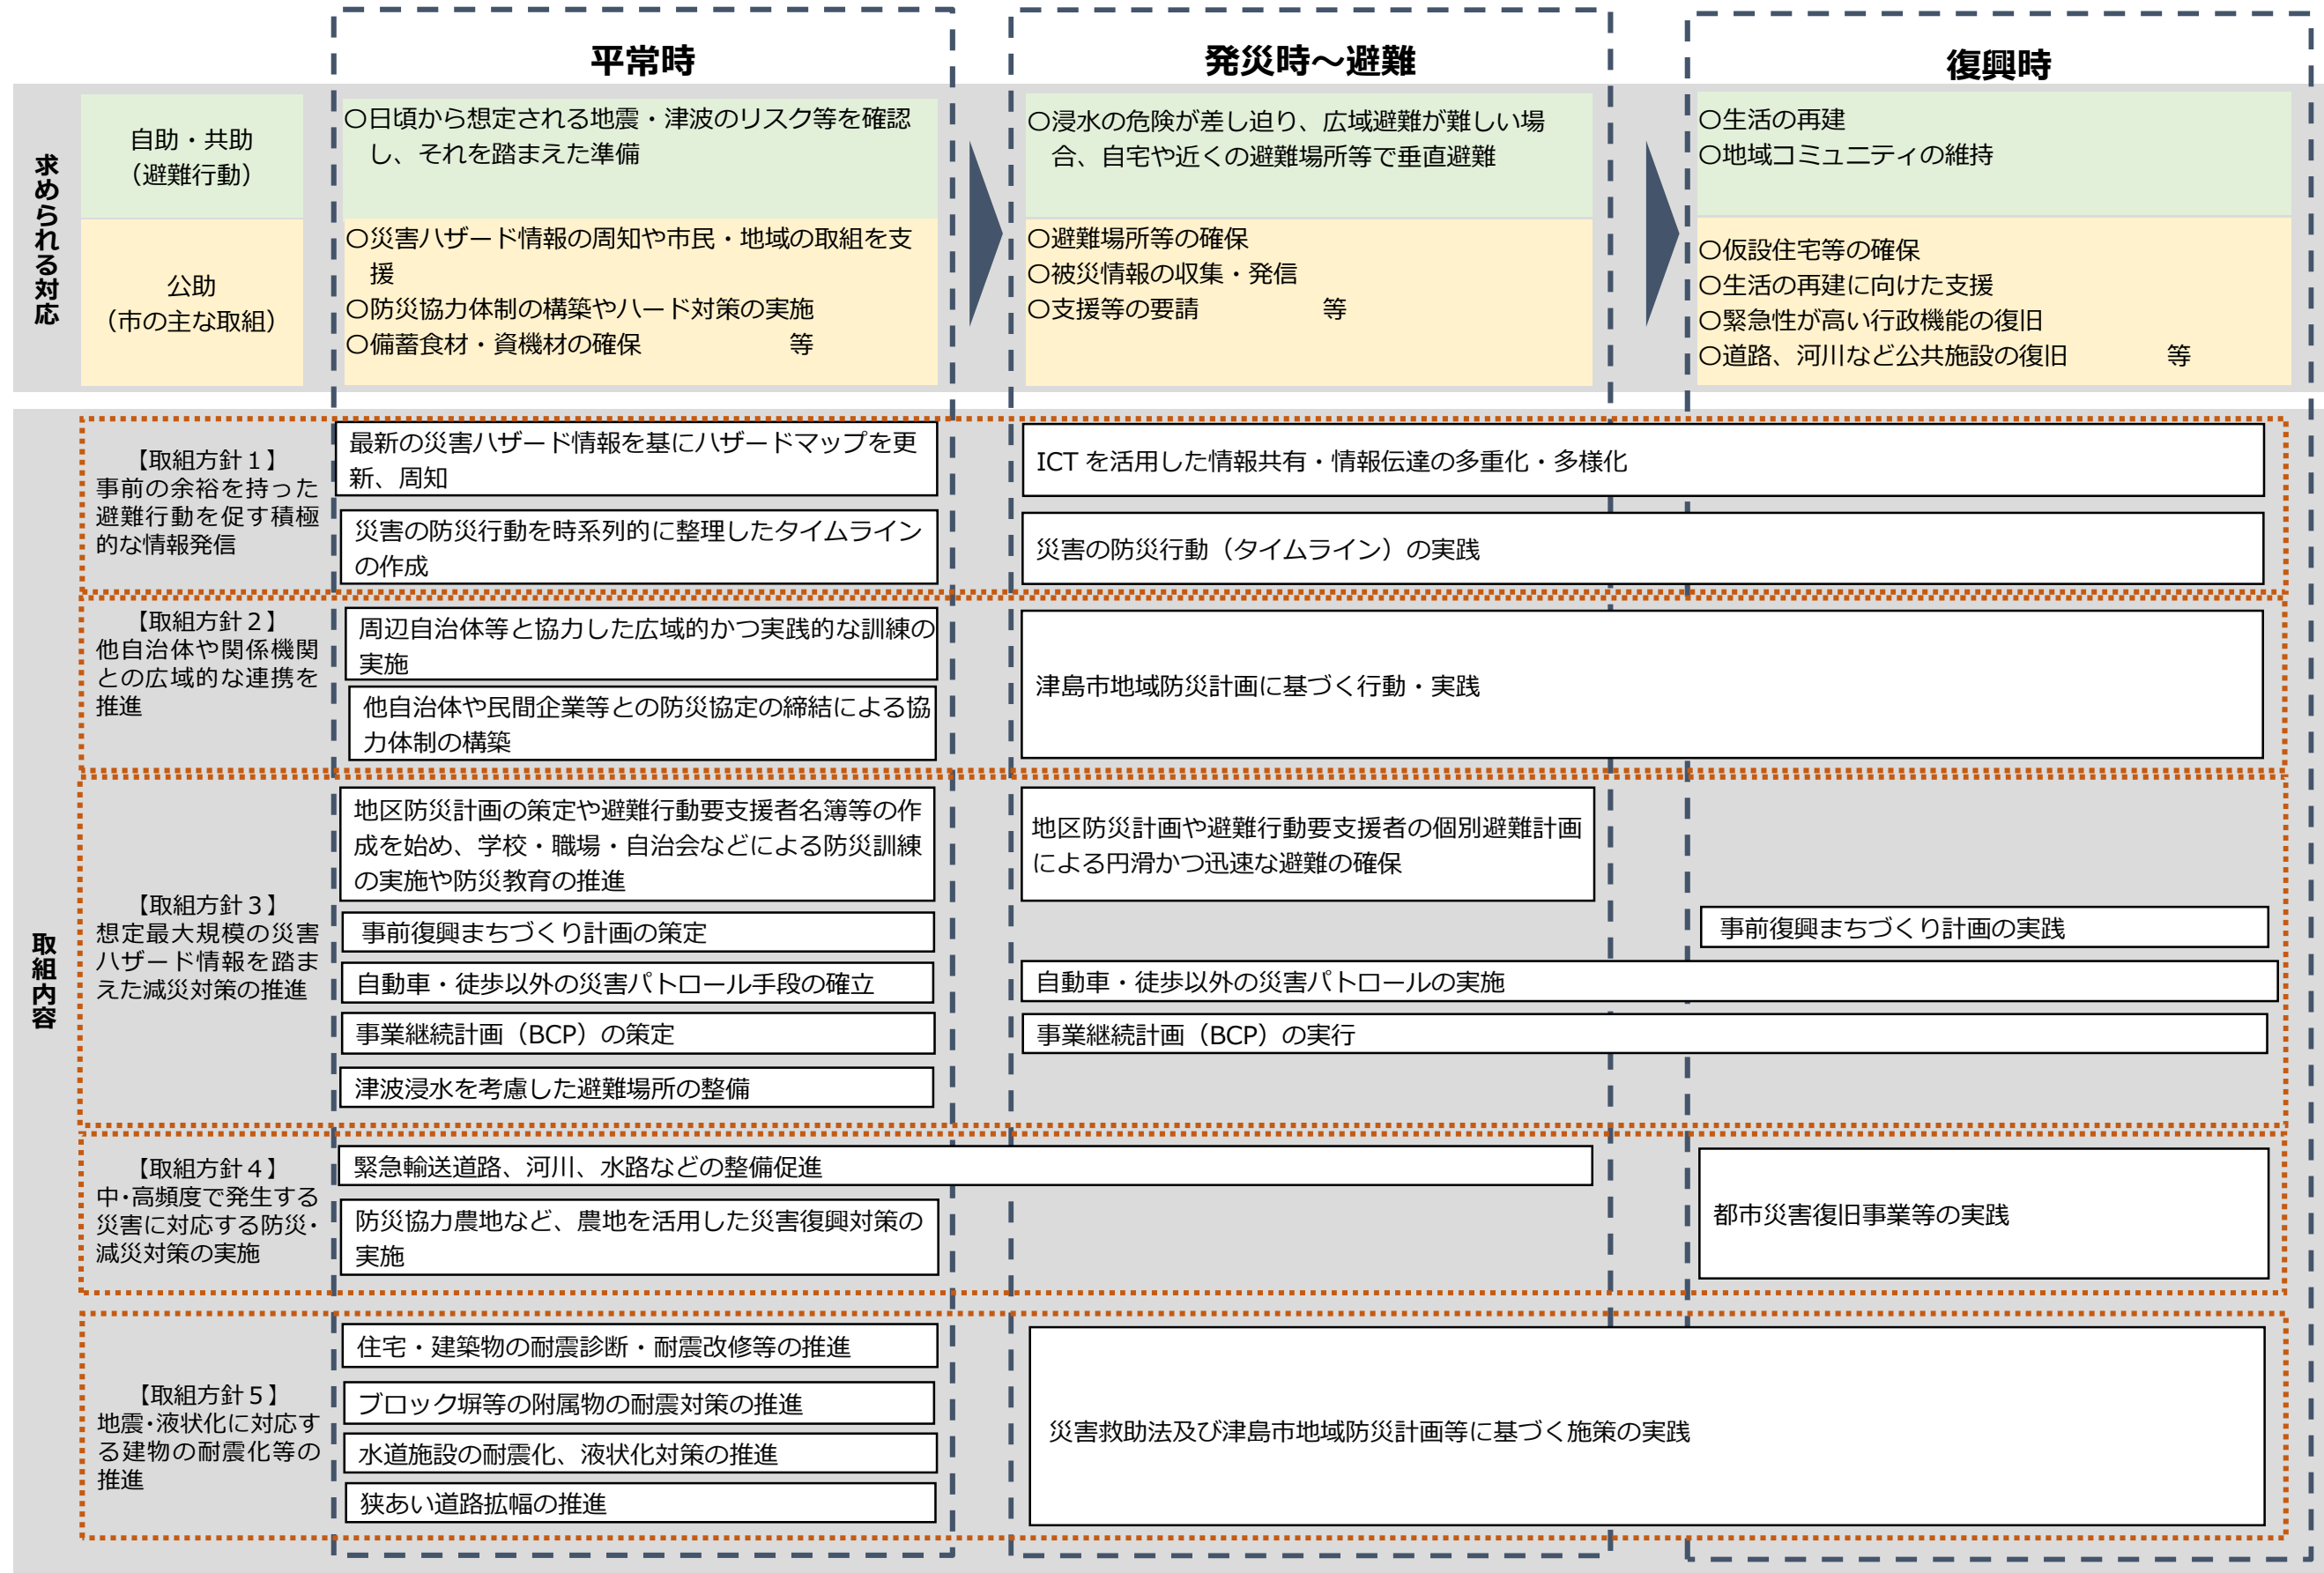 平常時
発災時～避難
復興時
求められる対応
自助・共助
（避難行動）
〇日頃から想定される地震・津波のリスク等を確認
し、それを踏まえた準備
〇浸水の危険が差し迫り、広域避難が難しい場
合、自宅や近くの避難場所等で垂直避難
〇生活の再建
〇地域コミュニティの維持
公助
（市の主な取組）
〇災害ハザード情報の周知や市民・地域の取組を支
援
〇防災協力体制の構築やハード対策の実施
〇備蓄食材・資機材の確保　　　　　　等
〇避難場所等の確保
〇被災情報の収集・発信
〇支援等の要請　　　　　等
〇仮設住宅等の確保
〇生活の再建に向けた支援
〇緊急性が高い行政機能の復旧
〇道路、河川など公共施設の復旧　　　　等
取組内容
【取組方針１】
事前の余裕を持った
避難行動を促す積極
的な情報発信
最新の災害ハザード情報を基にハザードマップを更
新、周知
ICT を活用した情報共有・情報伝達の多重化・多様化
災害の防災行動を時系列的に整理したタイムライン
の作成
災害の防災行動（タイムライン）の実践
【取組方針２】
他自治体や関係機関
との広域的な連携を
推進
周辺自治体等と協力した広域的かつ実践的な訓練の
実施
他自治体や民間企業等との防災協定の締結による協
力体制の構築
津島市地域防災計画に基づく行動・実践
【取組方針３】
想定最大規模の災害
ハザード情報を踏ま
えた減災対策の推進
地区防災計画の策定や避難行動要支援者名簿等の作
成を始め、学校・職場・自治会などによる防災訓練
の実施や防災教育の推進
地区防災計画や避難行動要支援者の個別避難計画
による円滑かつ迅速な避難の確保
事前復興まちづくり計画の策定
事前復興まちづくり計画の実践
自動車・徒歩以外の災害パトロール手段の確立
自動車・徒歩以外の災害パトロールの実施
事業継続計画（BCP）の策定
事業継続計画（BCP）の実行
津波浸水を考慮した避難場所の整備
【取組方針４】
中･高頻度で発生する
災害に対応する防災･
減災対策の実施
緊急輸送道路、河川、水路などの整備促進
防災協力農地など、農地を活用した災害復興対策の
実施
都市災害復旧事業等の実践
【取組方針５】
地震･液状化に対応す
る建物の耐震化等の
推進
住宅・建築物の耐震診断・耐震改修等の推進
ブロック塀等の附属物の耐震対策の推進
水道施設の耐震化、液状化対策の推進
狭あい道路拡幅の推進
災害救助法及び津島市地域防災計画等に基づく施策の実践